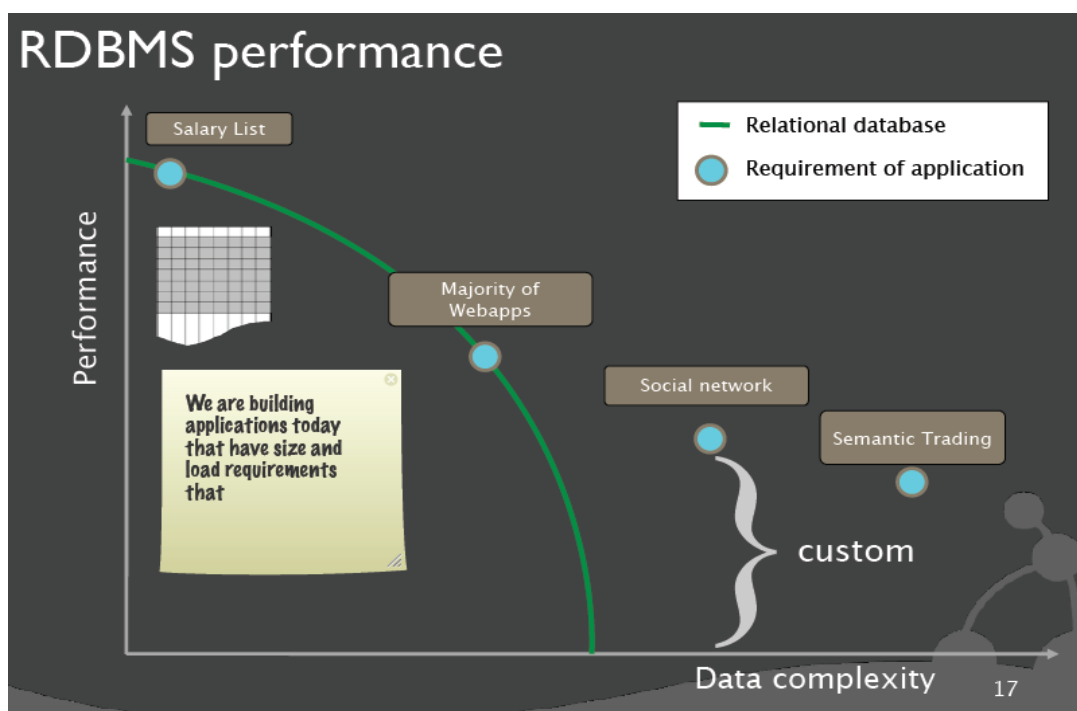 RDBMS performance
Salary List
Relational database
Requirement of application
Performance
Majority of
Webapps
We are building
applications today
that have size and
load requirements
that
Social network
Semantic Trading
custom
Data complexity
17